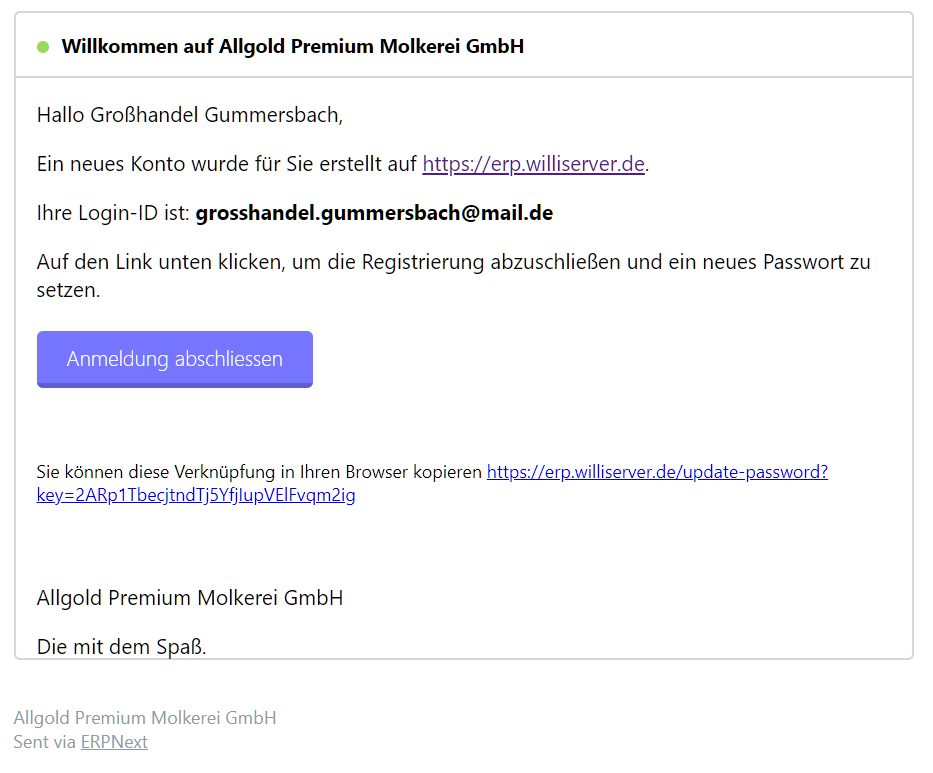 Willkommen auf Allgold Premium Molkerei GmbH
Hallo Großhandel Gummersbach,
Ein neues Konto wurde für Sie erstellt auf https://erp.williserver.de.
Ihre Login-ID ist: grosshandel.gummersbach@mail.de
Auf den Link unten klicken, um die Registrierung abzuschließen und ein neues Passwort zu
setzen.
Anmeldung abschliessen
Sie können diese Verknüpfung in Ihren Browser kopieren https://erp.williserver.de/update-password?
key=2ARp1TbecjtndTj5YfjIupVElFvqm2ig
Allgold Premium Molkerei GmbH
Die mit dem Spaß.
Allgold Premium Molkerei GmbH
Sent via ERPNext